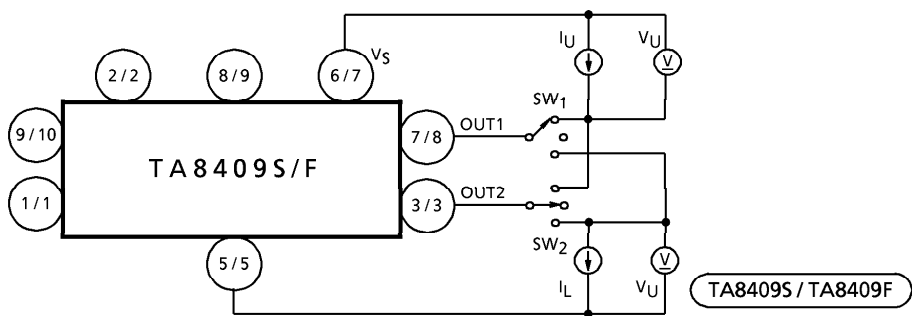 IU
VU
VS
2/2
8/9
6/7
V
SW1
9/10
7/8
OUT1
TA8409S/F
1/1
3/3
OUT2
SW2
5/5
V
IL
VU
TA8409S / TA8409F